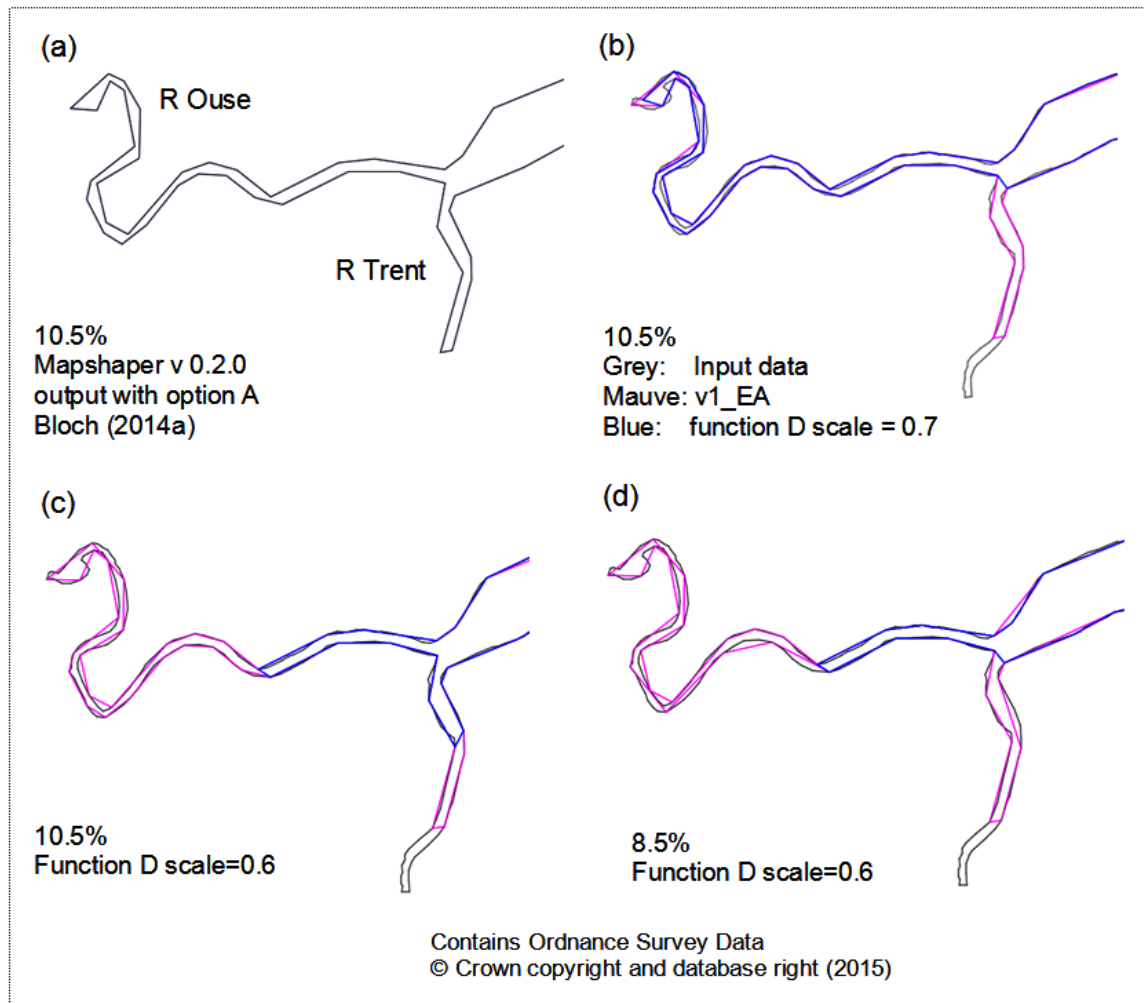 (a)
R Ouse
R Trent
10.5%
Mapshaper v 0.2.0
output with option A
Bloch (2014a)
(b)
10.5%
Grey: Input data
Mauve: v1_EA
Blue: function D scale = 0.7
(c)
10.5%
Function D scale=0.6
(d)
8.5%
Function D scale=0.6
Contains Ordnance Survey Data
© Crown copyright and database right (2015)